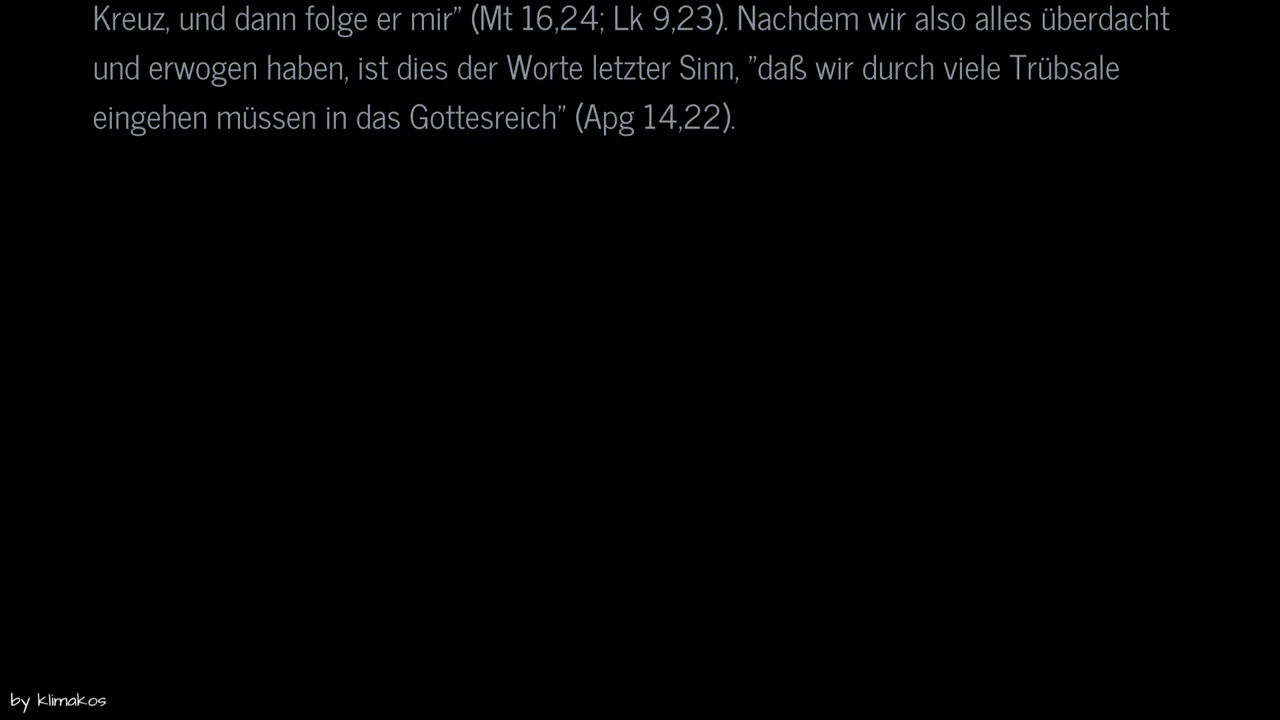 Kreuz, und dann folge er mir” (Mt 16,24; Lk 9,23). Nachdem wir also alles überdacht
und erwogen haben, ist dies der Worte letzter Sinn, ”daß wir durch viele Trübsale
eingehen müssen in das Gottesreich” (Apg 14,22).
by klimakos